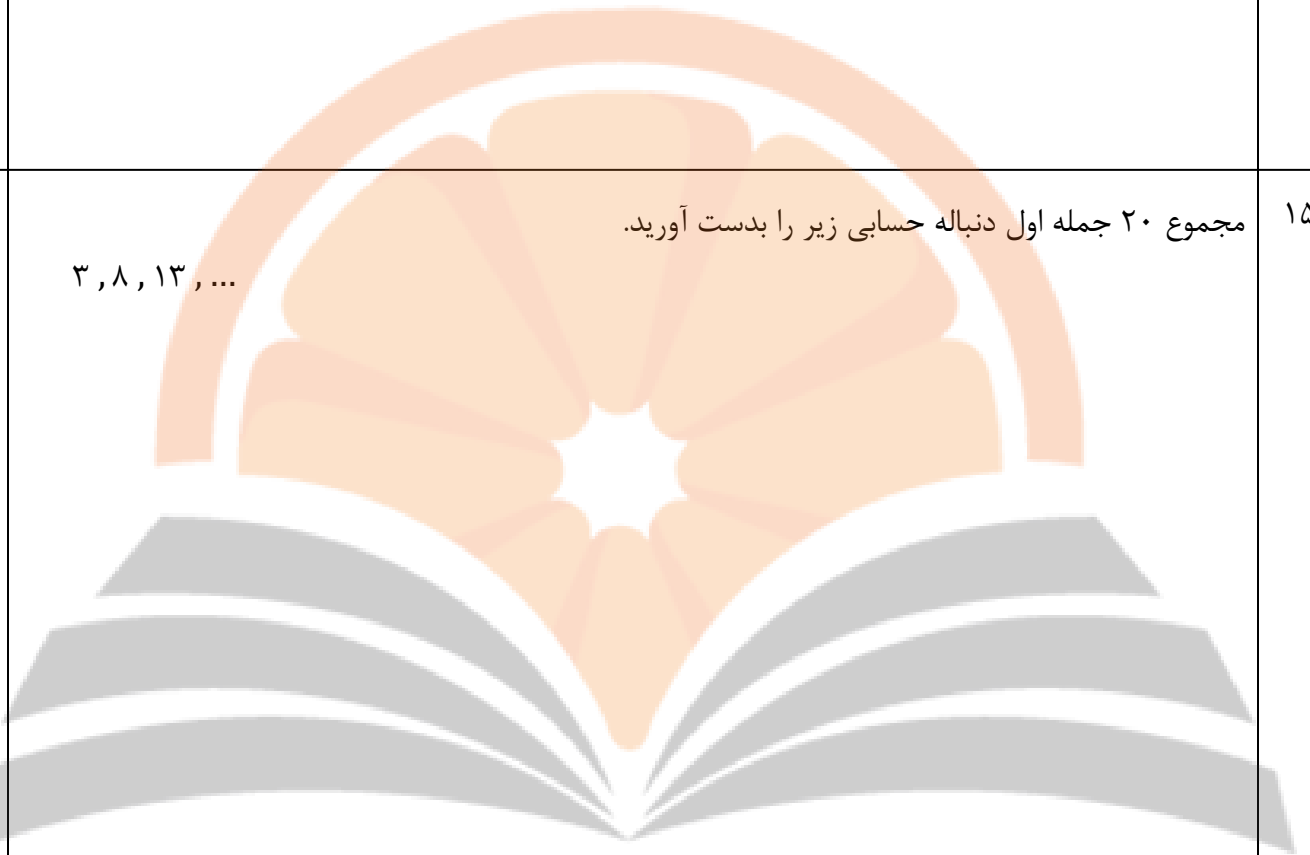 ۱۵ مجموع ۲۰ جمله اول دنباله حسابی زیر را بدست آورید.
۳ , ۸ , ۱۳ , ...